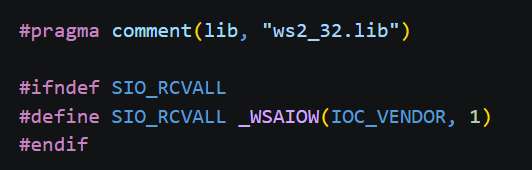 #pragma comment(lib, "ws2_32.lib")
#ifndef SIO_RCVALL
#define SIO_RCVALL _WSAIOW(IOC_VENDOR, 1)
#endif